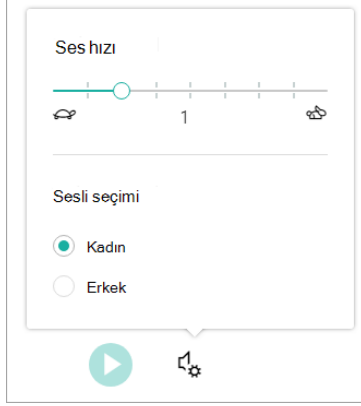 Ses hızı
1
Sesli seçimi
Kadın
Erkek